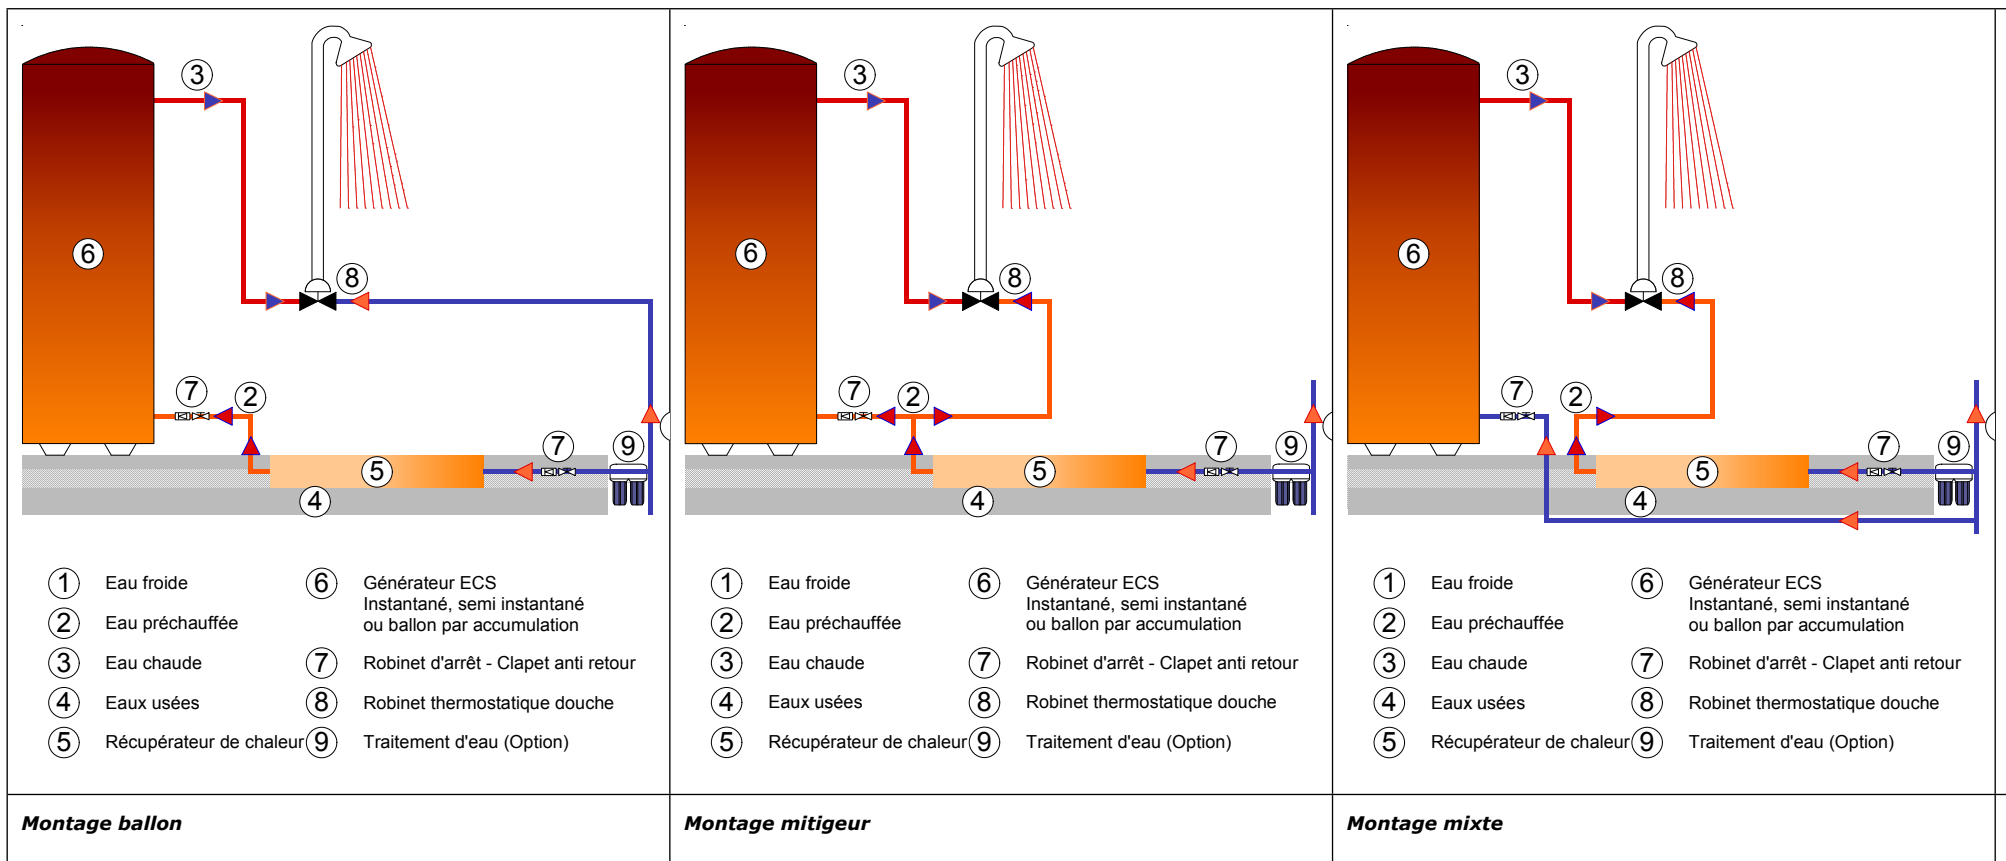 3
6
8
7
2
7
9
5
4
1 Eau froide
2 Eau préchauffée
3 Eau chaude
4 Eaux usées
5 Récupérateur de chaleur
6 Générateur ECS
Instantané, semi instantané
ou ballon par accumulation
7 Robinet d'arrêt - Clapet anti retour
8 Robinet thermostatique douche
9 Traitement d'eau (Option)
Montage ballon
3
6
8
7
2
7
9
5
4
1 Eau froide
2 Eau préchauffée
3 Eau chaude
4 Eaux usées
5 Récupérateur de chaleur
6 Générateur ECS
Instantané, semi instantané
ou ballon par accumulation
7 Robinet d'arrêt - Clapet anti retour
8 Robinet thermostatique douche
9 Traitement d'eau (Option)
Montage mitigeur
3
6
8
7
2
7
9
5
4
1 Eau froide
2 Eau préchauffée
3 Eau chaude
4 Eaux usées
5 Récupérateur de chaleur
6 Générateur ECS
Instantané, semi instantané
ou ballon par accumulation
7 Robinet d'arrêt - Clapet anti retour
8 Robinet thermostatique douche
9 Traitement d'eau (Option)
Montage mixte